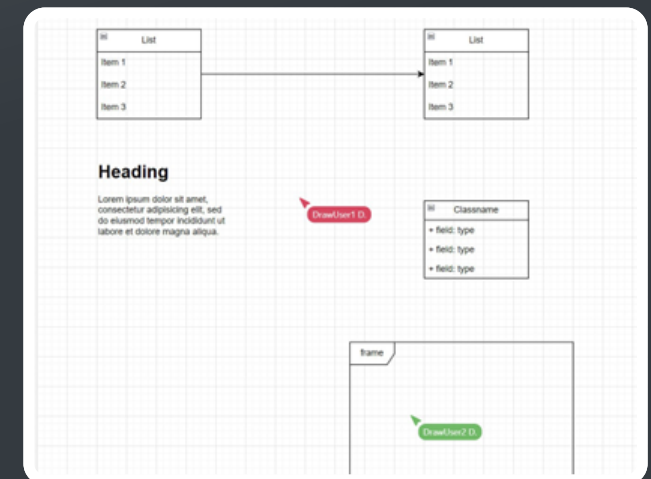 List
Item 1
Item 2
Item 3
List
Item 1
Item 2
Item 3
Heading
Lorem ipsum dolor sit amet,
consectetur adipisicing elit, sed
do eiusmod tempor incididunt ut
labore et dolore magna aliqua.
DrawUser1 D.
Classname
+ field: type
+ field: type
+ field: type
frame
DrawUser2 D.